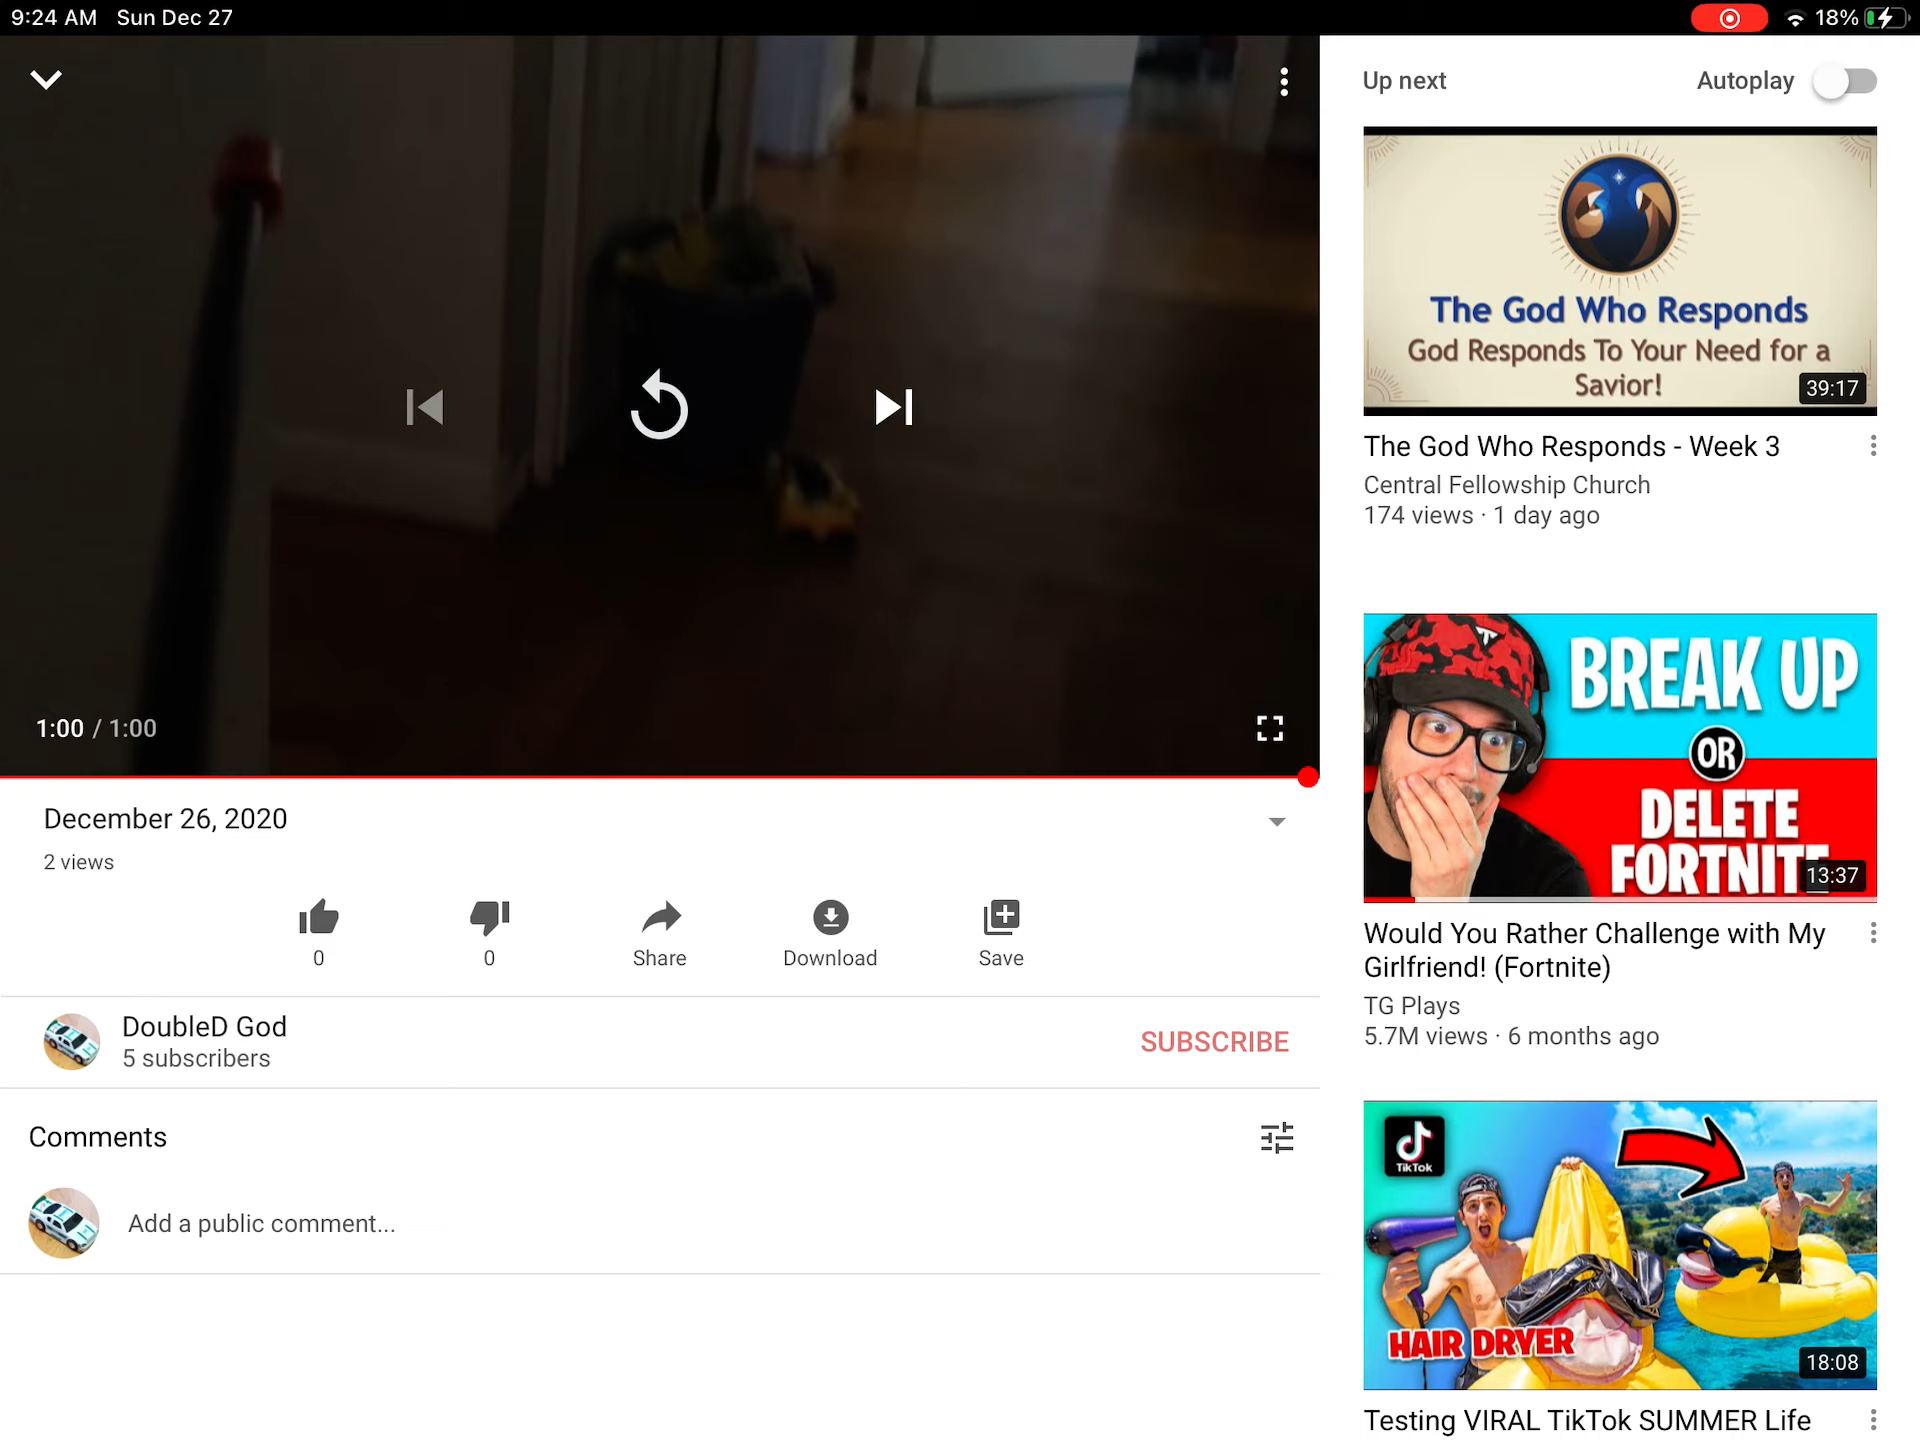 9:24 AM Sun Dec 27
18%
Up next
Autoplay
The God Who Responds
God Responds To Your Need for a
Savior!
39:17
The God Who Responds - Week 3
Central Fellowship Church
174 views · 1 day ago
BREAK UP
OR
DELETE
FORTNITE
13:37
Would You Rather Challenge with My
Girlfriend! (Fortnite)
TG Plays
5.7M views · 6 months ago
TikTok
HAIR DRYER
18:08
Testing VIRAL TikTok SUMMER Life
1:00 / 1:00
December 26, 2020
2 views
0
0
Share
Download
Save
DoubleD God
5 subscribers
SUBSCRIBE
Comments
Add a public comment...